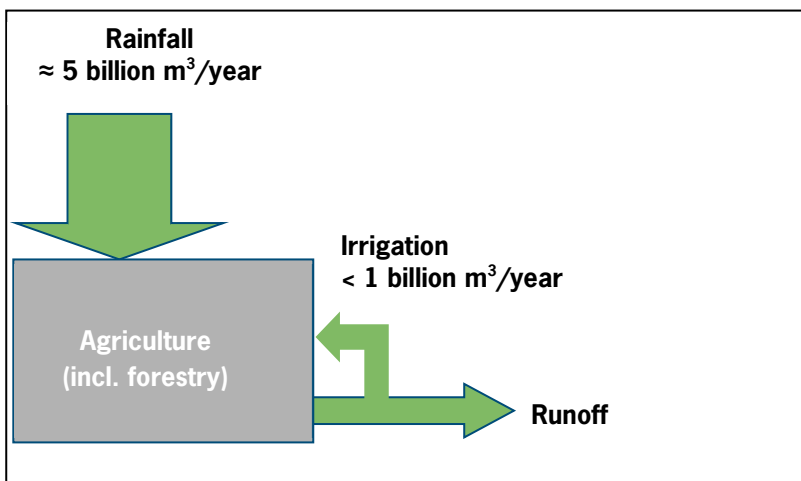 Rainfall
≈ 5 billion m³/year
Irrigation
< 1 billion m³/year
Agriculture
(incl. forestry)
Runoff